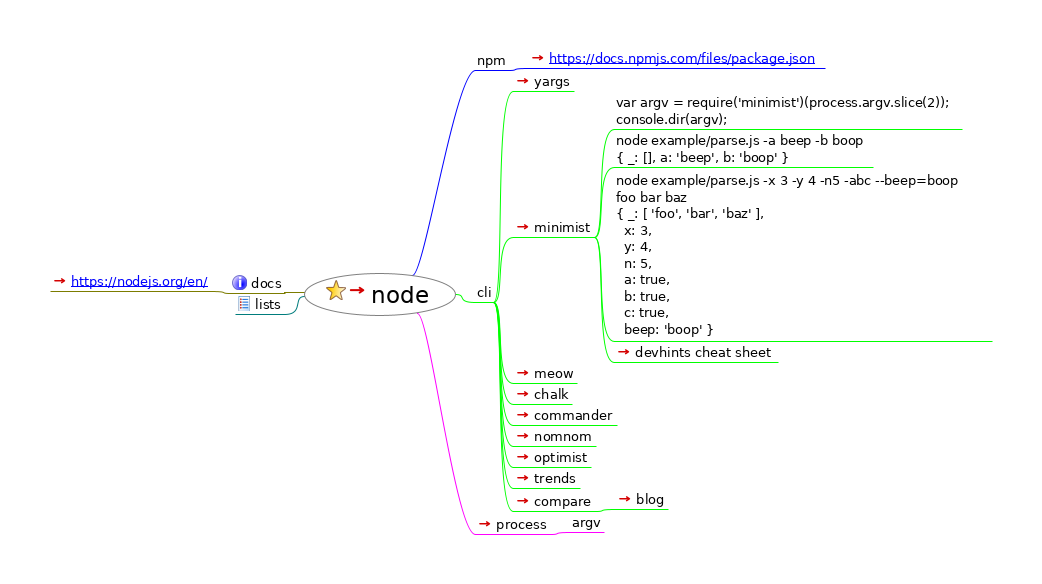 npm
https://docs.npmjs.com/files/package.json
yargs
var argv = require('minimist')(process.argv.slice(2));
console.dir(argv);
node example/parse.js -a beep -b boop
{ _: [], a: 'beep', b: 'boop' }
node example/parse.js -x 3 -y 4 -n5 -abc --beep=boop
foo bar baz
{ _: [ 'foo', 'bar', 'baz' ],
  x: 3,
  y: 4,
  n: 5,
  a: true,
  b: true,
  c: true,
  beep: 'boop' }
minimist
devhints cheat sheet
https://nodejs.org/en/
docs
lists
node
cli
meow
chalk
commander
nomnom
optimist
trends
compare
blog
process
argv